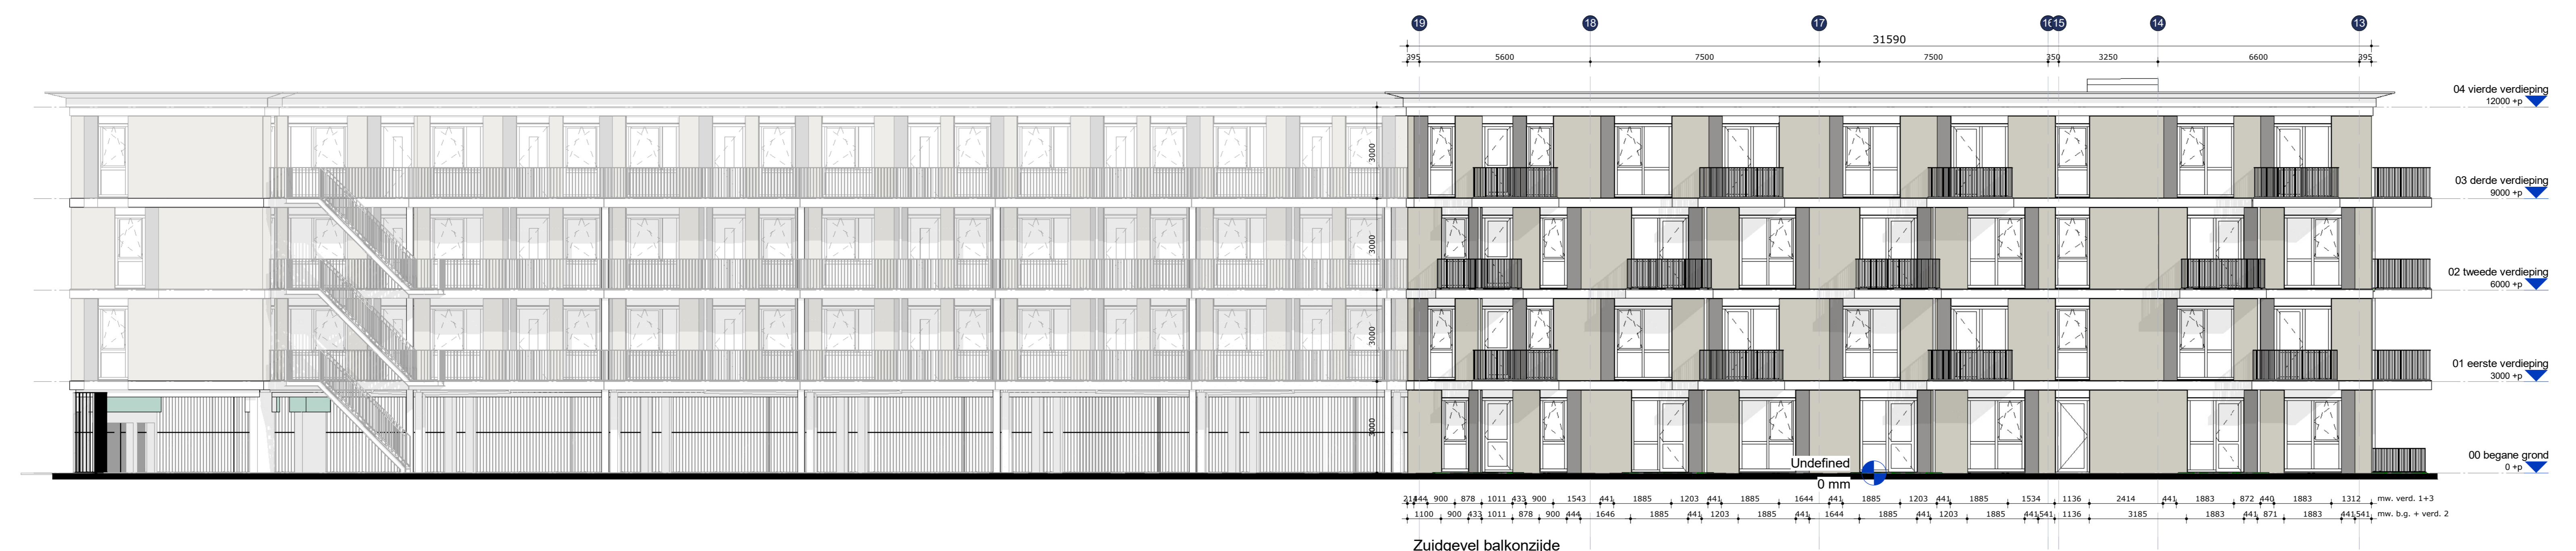 19 18 17 16 15 14 13
31590
395 5600 7500 7500 350 3250 6600 395
04 vierde verdieping
12000 +p
3000
03 derde verdieping
9000 +p
3000
02 tweede verdieping
6000 +p
3000
01 eerste verdieping
3000 +p
3000
00 begane grond
0 +p
Undefined
0 mm
900 878 1011 433 900 1543 441 1885 1203 441 1885 1644 441 1885 1203 441 1885 1534 1136 2414 441 1883 872 440 1883 1312 mw. verd. 1+3
1100 900 433 1011 878 900 444 1646 1885 441 1203 1885 441 1644 1885 441 1203 1885 441 541 1136 3185 1883 441 871 1883 441 541 mw. b.g. + verd. 2
Zuidgevel balkonzijde